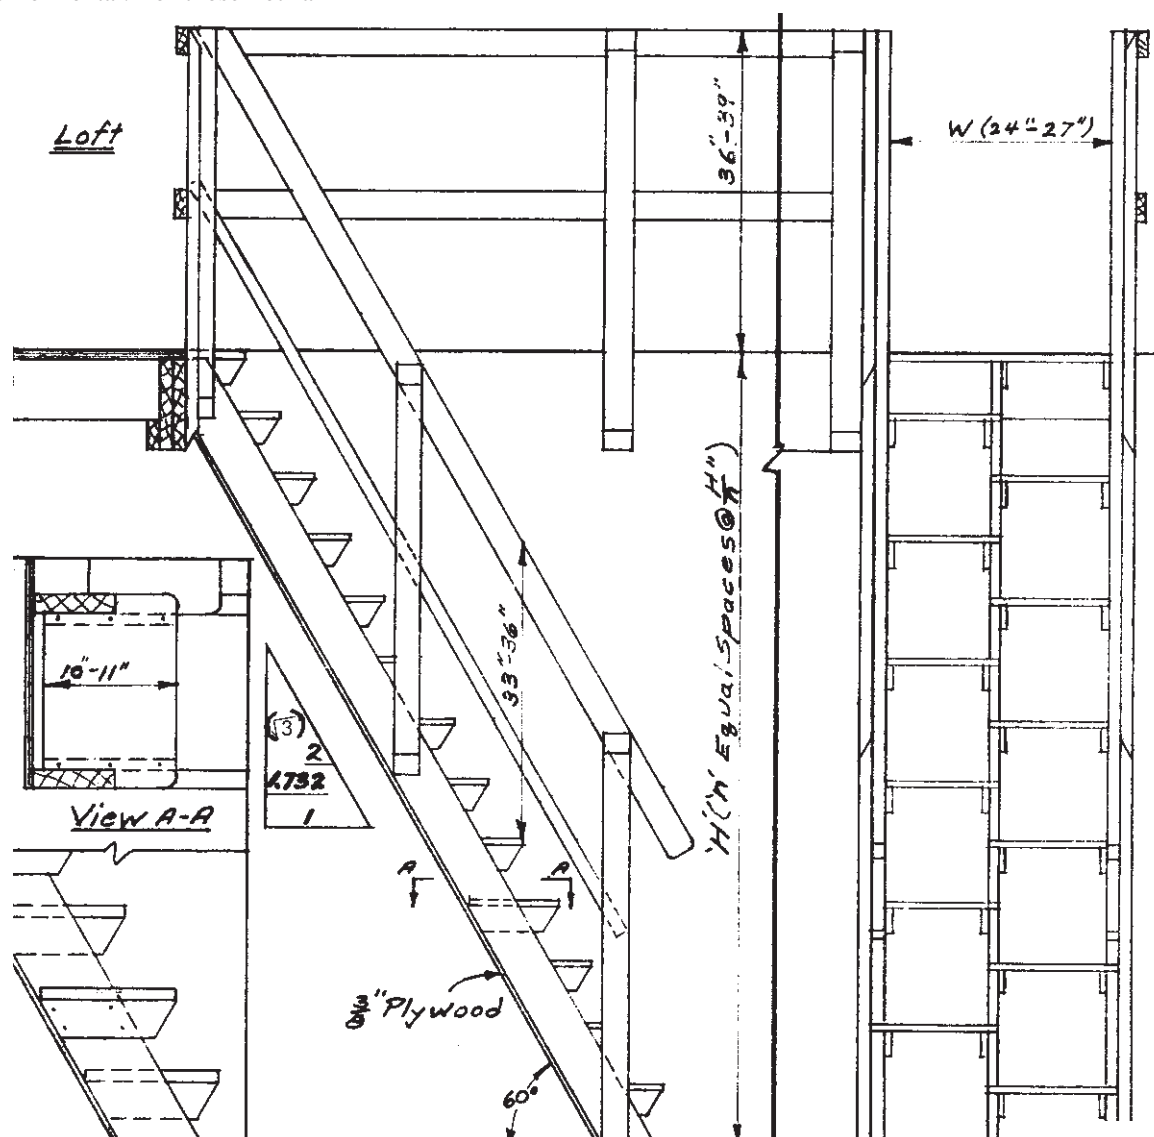 Loft
36"-39"
W (24"-27")
'H' ('n' Equal Spaces @ H"/n)
33"-36"
10"-11"
(√3)
2
1.732
1
View A-A
A
A
3/8" Plywood
60°